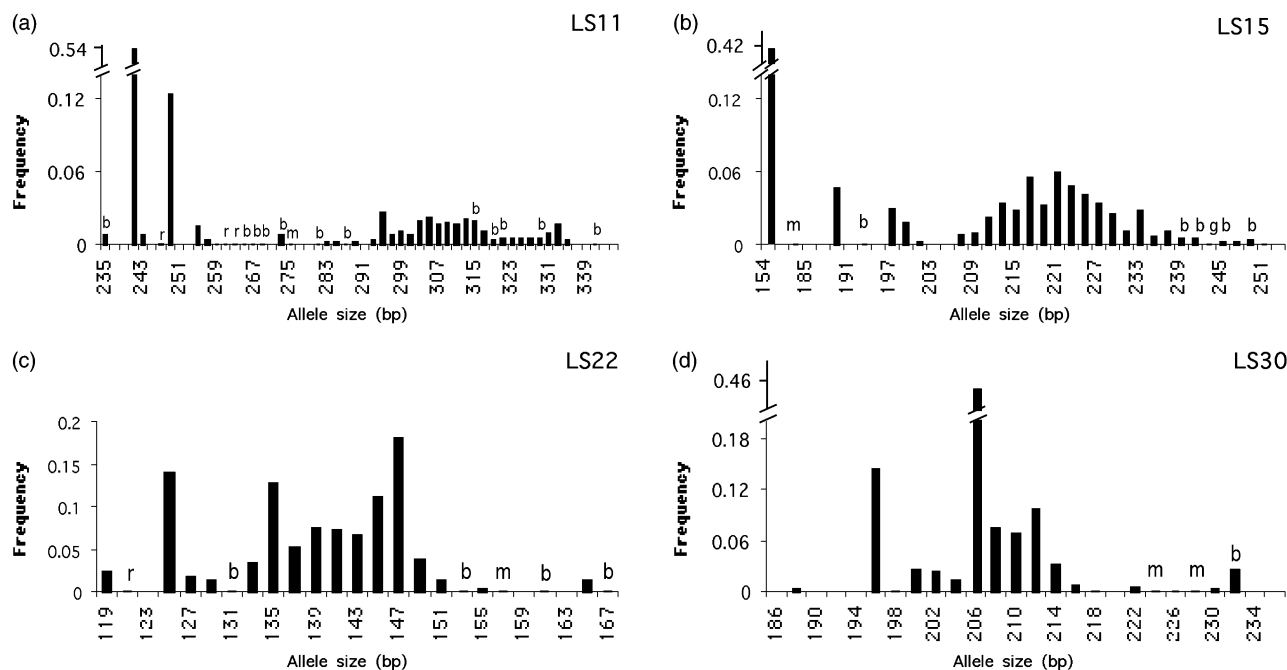 (a) LS11
0.54
0.12
0.06
0
Frequency
b r r r b b b b m b b b b b b b
235 243 251 259 267 275 283 291 299 307 315 323 331 339
Allele size (bp)
(b) LS15
0.42
0.12
0.06
0
Frequency
m b b b g b b
154 185 191 197 203 209 215 221 227 233 239 245 251
Allele size (bp)
(c) LS22
0.2
0.15
0.1
0.05
0
Frequency
r b b m b b
119 123 127 131 135 139 143 147 151 155 159 163 167
Allele size (bp)
(d) LS30
0.46
0.18
0.12
0.06
0
Frequency
m m b
186 190 194 198 202 206 210 214 218 222 226 230 234
Allele size (bp)